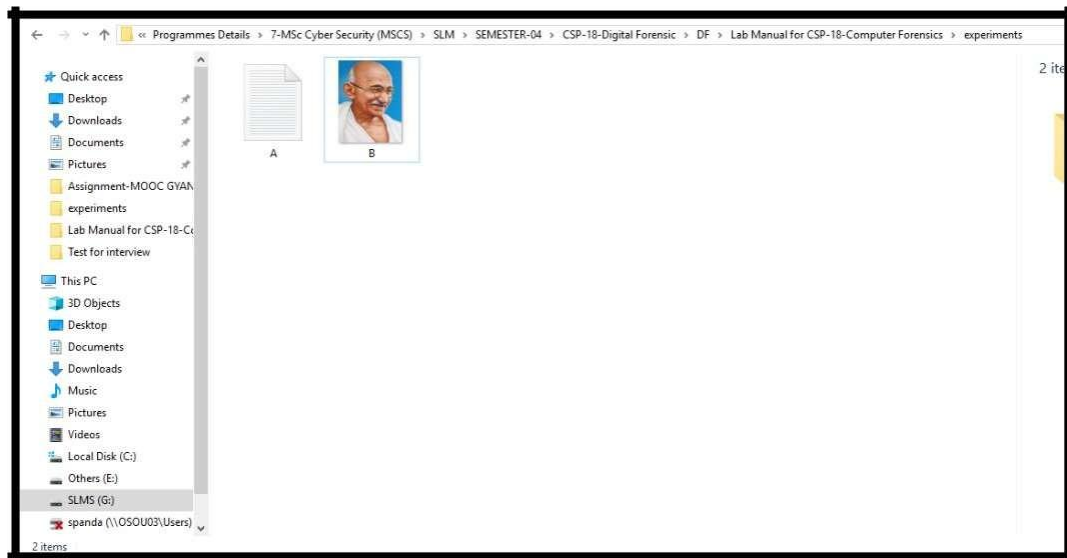 « Programmes Details > 7-MSc Cyber Security (MSCS) > SLM > SEMESTER-04 > CSP-18-Digital Forensic > DF > Lab Manual for CSP-18-Computer Forensics > experiments
Quick access
Desktop
Downloads
Documents
Pictures
Assignment-MOOC GYAN
experiments
Lab Manual for CSP-18-Co
Test for interview
This PC
3D Objects
Desktop
Documents
Downloads
Music
Pictures
Videos
Local Disk (C:)
Others (E:)
SLMS (G:)
spanda (\\OSOU03\Users)
2 items
A
B
2 ite